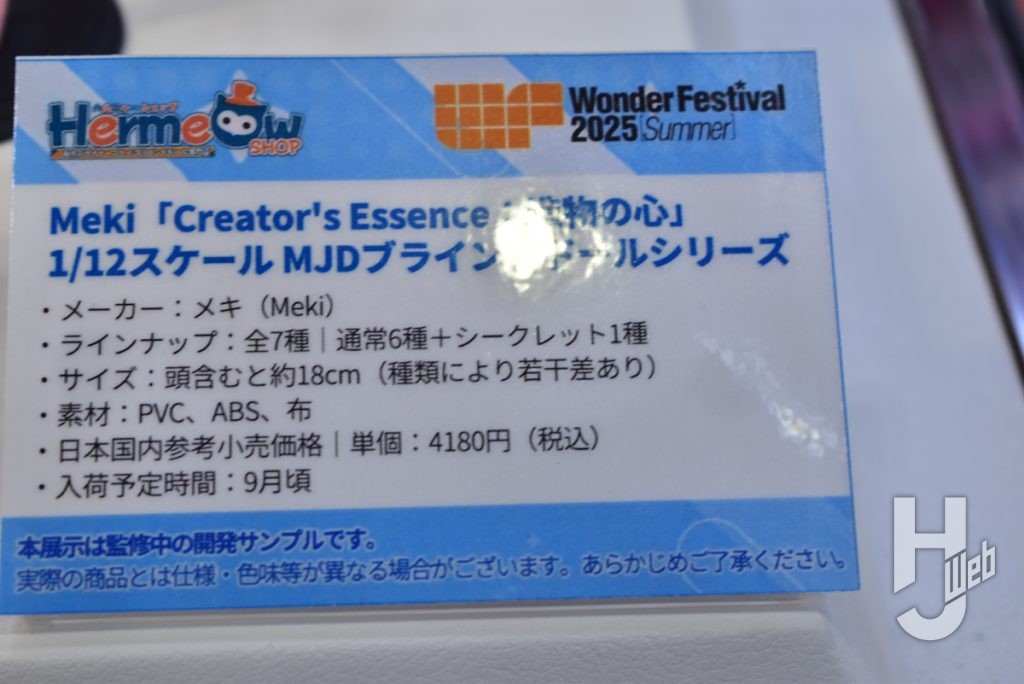 Hermeow
SHOP
Wonder Festival
2025[Summer]
Meki「Creator's Essence 物の心」
1/12スケール MJDブラインドールシリーズ
・メーカー：メキ（Meki）
・ラインナップ：全7種｜通常6種＋シークレット1種
・サイズ：頭含むと約18cm（種類により若干差あり）
・素材：PVC、ABS、布
・日本国内参考小売価格｜単個：4180円（税込）
・入荷予定時間：9月頃
本展示は監修中の開発サンプルです。
実際の商品とは仕様・色味等が異なる場合がございます。あらかじめご了承ください。
HJ Web